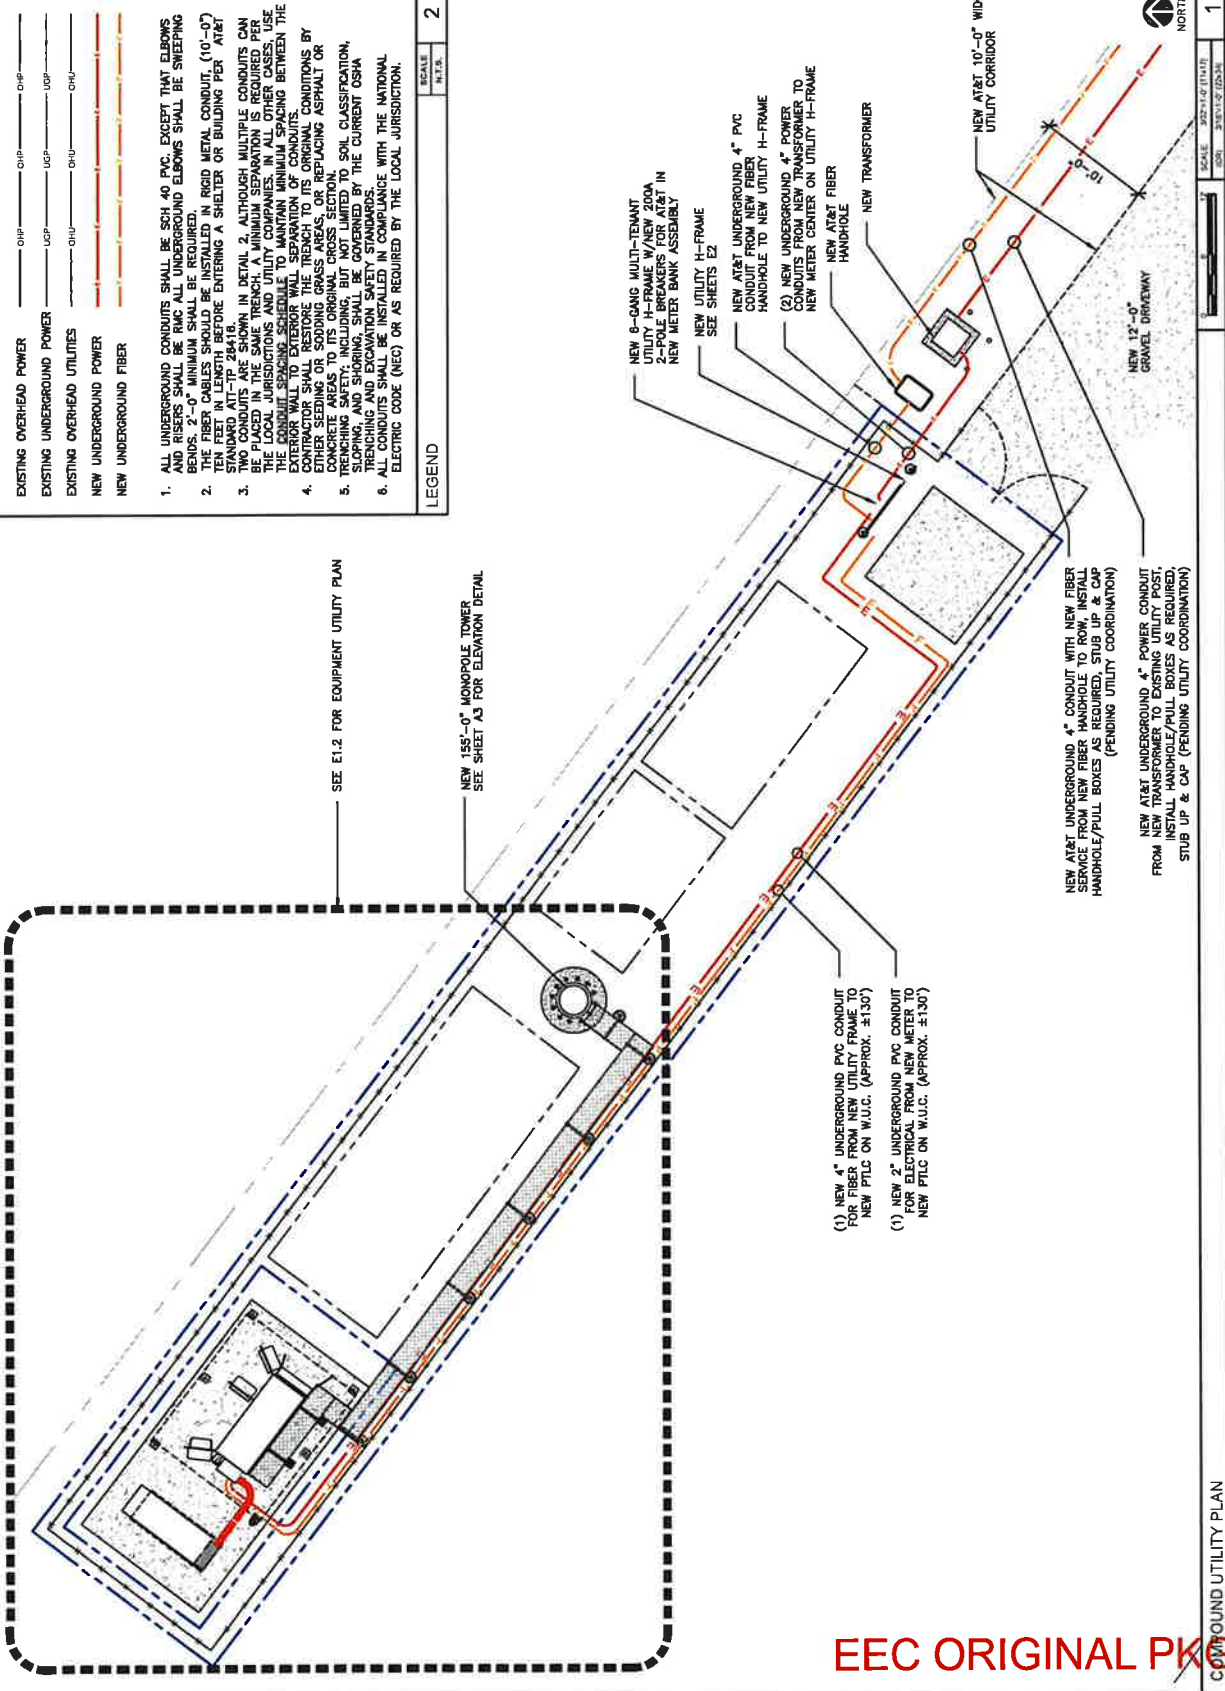 EXISTING OVERHEAD POWER
OHP
OHP
EXISTING UNDERGROUND POWER
UGP
UGP
EXISTING OVERHEAD UTILITIES
OHU
OHU
NEW UNDERGROUND POWER
NEW UNDERGROUND FIBER
1. ALL UNDERGROUND CONDUITS SHALL BE SCH 40 PVC, EXCEPT THAT ELBOWS
AND RISERS SHALL BE RMC ALL UNDERGROUND ELBOWS SHALL BE SWEEPING
BENDS. 2'-0" MINIMUM SHALL BE REQUIRED.
2. THE FIBER CABLES SHOULD BE INSTALLED IN RIGID METAL CONDUIT, (10'-0")
TEN FEET IN LENGTH BEFORE ENTERING A SHELTER OR BUILDING PER AT&T
STANDARD ATT-TP 28416.
3. TWO CONDUITS ARE SHOWN IN DETAIL 2, ALTHOUGH MULTIPLE CONDUITS CAN
BE PLACED IN THE SAME TRENCH. A MINIMUM SEPARATION IS REQUIRED PER
THE LOCAL JURISDICTIONS AND UTILITY COMPANIES. IN ALL OTHER CASES, USE
THE CONDUIT SPACING SCHEDULE TO MAINTAIN MINIMUM SPACING BETWEEN THE
EXTERIOR WALL TO EXTERIOR WALL SEPARATION OF CONDUITS.
4. CONTRACTOR SHALL RESTORE THE TRENCH TO ITS ORIGINAL CONDITIONS BY
EITHER SEEDING OR SODDING GRASS AREAS, OR REPLACING ASPHALT OR
CONCRETE AREAS TO ITS ORIGINAL CROSS SECTION.
5. TRENCHING SAFETY; INCLUDING, BUT NOT LIMITED TO SOIL CLASSIFICATION,
SLOPING, AND SHORING, SHALL BE GOVERNED BY THE CURRENT OSHA
TRENCHING AND EXCAVATION SAFETY STANDARDS.
6. ALL CONDUITS SHALL BE INSTALLED IN COMPLIANCE WITH THE NATIONAL
ELECTRIC CODE (NEC) OR AS REQUIRED BY THE LOCAL JURISDICTION.
LEGEND
SCALE
N.T.S.
2
SEE E1.2 FOR EQUIPMENT UTILITY PLAN
NEW 155'-0" MONOPOLE TOWER
SEE SHEET A3 FOR ELEVATION DETAIL
NEW 6-GANG MULTI-TENANT
UTILITY H-FRAME W/NEW 200A
2-POLE BREAKERS FOR AT&T IN
NEW METER BANK ASSEMBLY
NEW UTILITY H-FRAME
SEE SHEETS E2
NEW AT&T UNDERGROUND 4" PVC
CONDUIT FROM NEW FIBER
HANDHOLE TO NEW UTILITY H-FRAME
(2) NEW UNDERGROUND 4" POWER
CONDUITS FROM NEW TRANSFORMER TO
NEW METER CENTER ON UTILITY H-FRAME
NEW AT&T FIBER
HANDHOLE
NEW TRANSFORMER
NEW AT&T 10'-0" WID
UTILITY CORRIDOR
10'-0"
NEW 12'-0"
GRAVEL DRIVEWAY
NEW AT&T UNDERGROUND 4" CONDUIT WITH NEW FIBER
SERVICE FROM NEW FIBER HANDHOLE TO ROW, INSTALL
HANDHOLE/PULL BOXES AS REQUIRED, STUB UP & CAP
(PENDING UTILITY COORDINATION)
NEW AT&T UNDERGROUND 4" POWER CONDUIT
FROM NEW TRANSFORMER TO EXISTING UTILITY POST,
INSTALL HANDHOLE/PULL BOXES AS REQUIRED,
STUB UP & CAP (PENDING UTILITY COORDINATION)
(1) NEW 4" UNDERGROUND PVC CONDUIT
FOR FIBER FROM NEW UTILITY FRAME TO
NEW PTLC ON W.U.C. (APPROX. ±130')
(1) NEW 2" UNDERGROUND PVC CONDUIT
FOR ELECTRICAL FROM NEW METER TO
NEW PTLC ON W.U.C. (APPROX. ±130')
NORTH
COMPOUND UTILITY PLAN
SCALE
1
EEC ORIGINAL PKG